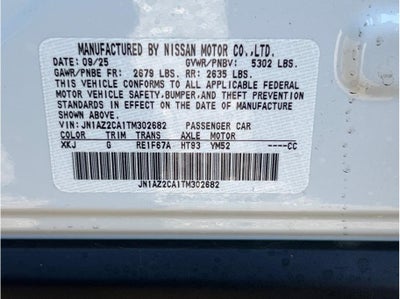 MANUFACTURED BY NISSAN MOTOR CO.,LTD.
DATE: 09/25 GVWR/PNBV: 5302 LBS.
GAWR/PNBE FR: 2679 LBS. RR: 2635 LBS.
THIS VEHICLE CONFORMS TO ALL APPLICABLE FEDERAL
MOTOR VEHICLE SAFETY,BUMPER,AND THEFT PREVENTION
STANDARDS IN EFFECT ON THE DATE OF MANUFACTURE
SHOWN ABOVE.
VIN: JN1AZ2CA1TM302682 PASSENGER CAR
COLOR TRIM TRANS AXLE MOTOR
XKJ G RE1F67A HT93 YM52 ----CC
JN1AZ2CA1TM302682